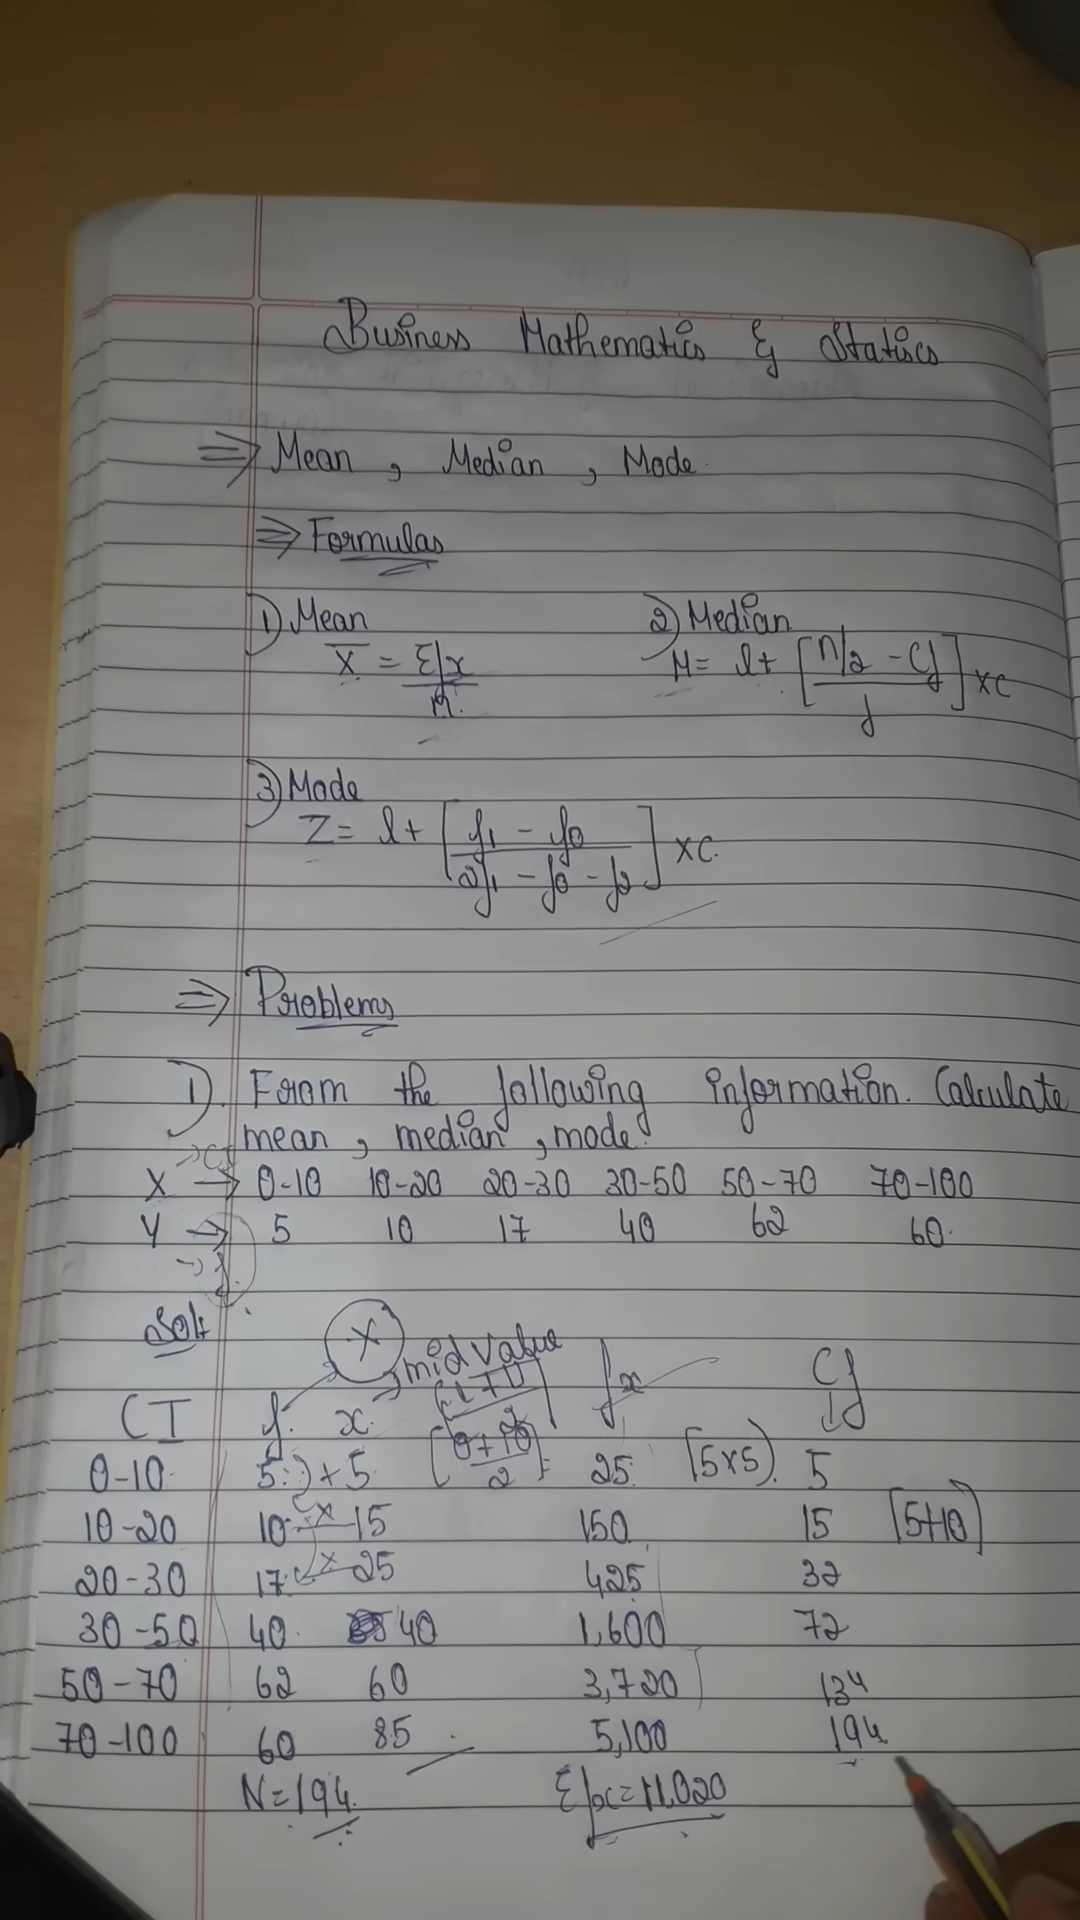 Business Mathematics & Statiscs
⇒ Mean , Median , Mode
⇒ Formulas
1) Mean 2) Median
X̄ = Σfx/n M = l + [n/2 - Cf / f] × C
3) Mode
Z = l + [f1 - f0 / 2f1 - f0 - f2] × C.
⇒ Problems
1). From the following information. Calculate
mean , median , mode.
→ CI
X → 0-10 10-20 20-30 30-50 50-70 70-100
Y → 5 10 17 40 62 60.
→ f.
Soln
X mid value
CI f. x. fx Cf
0-10 5 5 [0+10/2] = 25. [5x5]. 5
10-20 10 x 15 150 15 [5+10]
20-30 17 x 25 425 32
30-50 40 40 1,600 72
50-70 62 60 3,720 134
70-100 60 85 5,100 194
N=194. Σfx=11,020